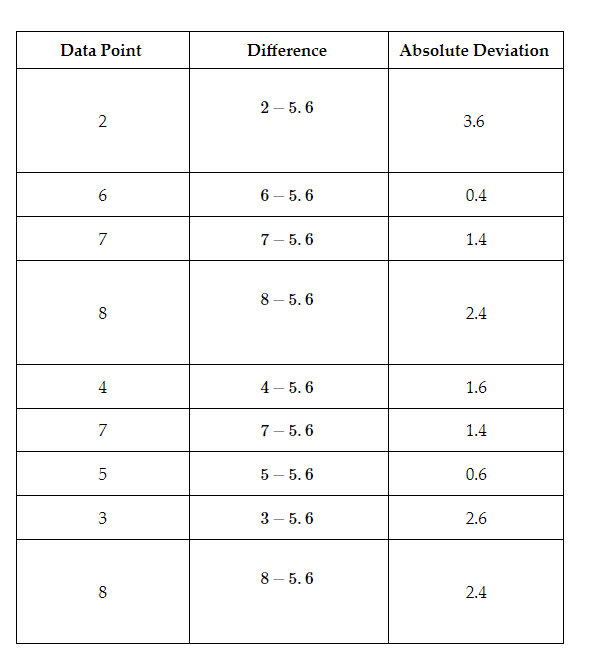 Data Point Difference Absolute Deviation
2 2 – 5. 6 3.6
6 6 – 5. 6 0.4
7 7 – 5. 6 1.4
8 8 – 5. 6 2.4
4 4 – 5. 6 1.6
7 7 – 5. 6 1.4
5 5 – 5. 6 0.6
3 3 – 5. 6 2.6
8 8 – 5. 6 2.4